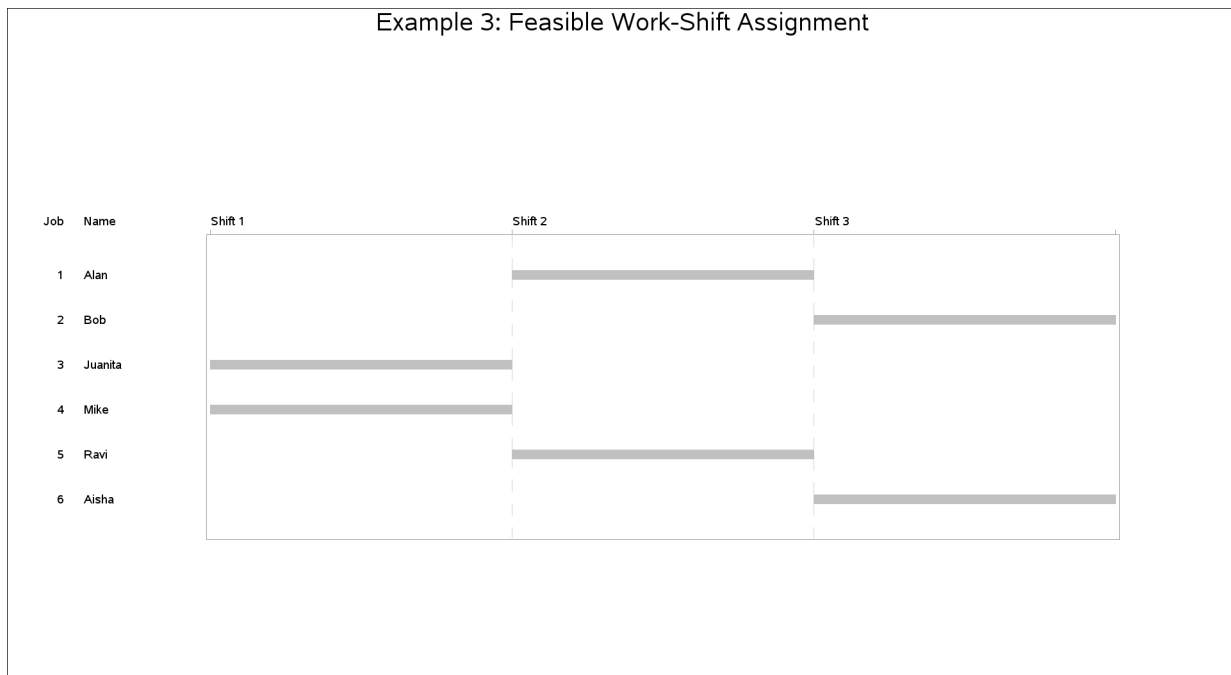 Example 3: Feasible Work-Shift Assignment
Job Name Shift 1 Shift 2 Shift 3
1 Alan
2 Bob
3 Juanita
4 Mike
5 Ravi
6 Aisha